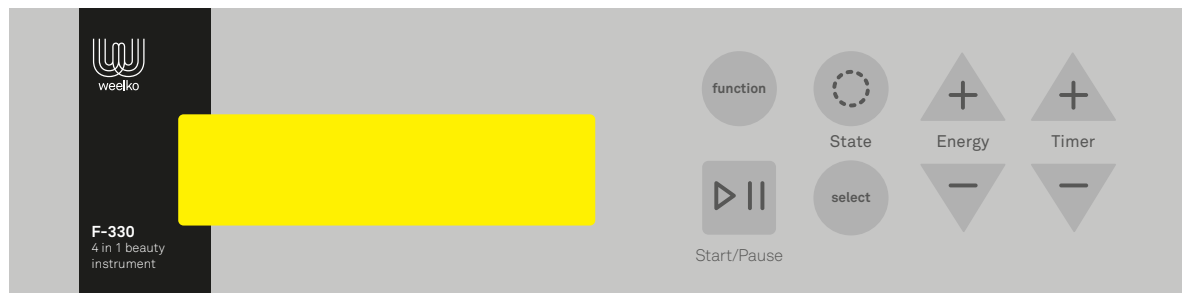 weelko
F-330
4 in 1 beauty
instrument
function
State
Energy
Timer
select
Start/Pause